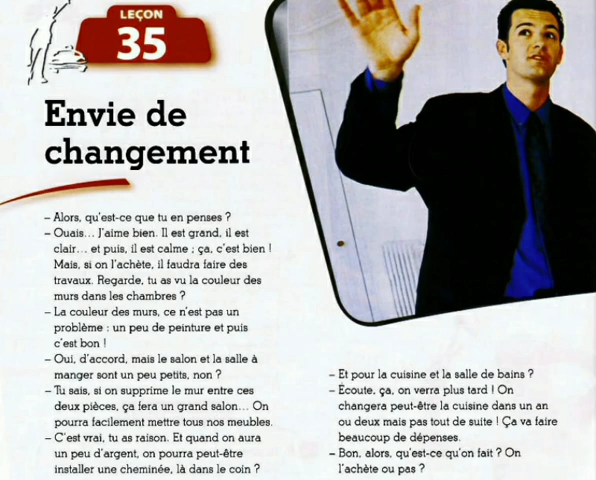 LEÇON
35
Envie de
changement
– Alors, qu'est-ce que tu en penses ?
– Ouais... J'aime bien. Il est grand, il est
clair... et puis, il est calme ; ça, c'est bien !
Mais, si on l'achète, il faudra faire des
travaux. Regarde, tu as vu la couleur des
murs dans les chambres ?
– La couleur des murs, ce n'est pas un
problème : un peu de peinture et puis
c'est bon !
– Oui, d'accord, mais le salon et la salle à
manger sont un peu petits, non ?
– Tu sais, si on supprime le mur entre ces
deux pièces, ça fera un grand salon... On
pourra facilement mettre tous nos meubles.
– C'est vrai, tu as raison. Et quand on aura
un peu d'argent, on pourra peut-être
installer une cheminée, là dans le coin ?
– Et pour la cuisine et la salle de bains ?
– Écoute, ça, on verra plus tard ! On
changera peut-être la cuisine dans un an
ou deux mais pas tout de suite ! Ça va faire
beaucoup de dépenses.
– Bon, alors, qu'est-ce qu'on fait ? On
l'achète ou pas ?